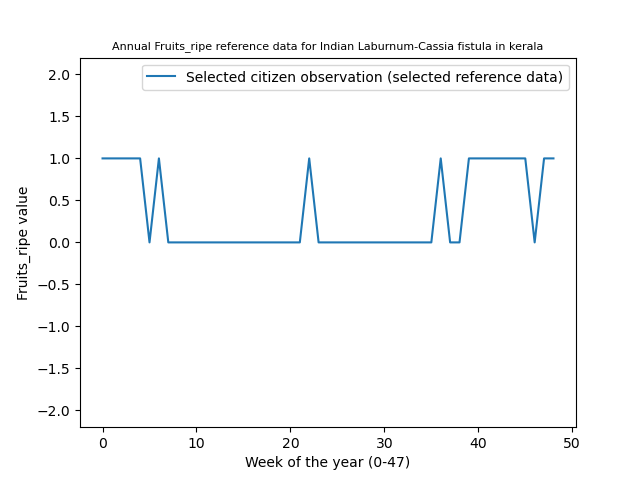 Annual Fruits_ripe reference data for Indian Laburnum-Cassia fistula in kerala
Selected citizen observation (selected reference data)
2.0
1.5
1.0
0.5
0.0
−0.5
−1.0
−1.5
−2.0
Fruits_ripe value
0 10 20 30 40 50
Week of the year (0-47)